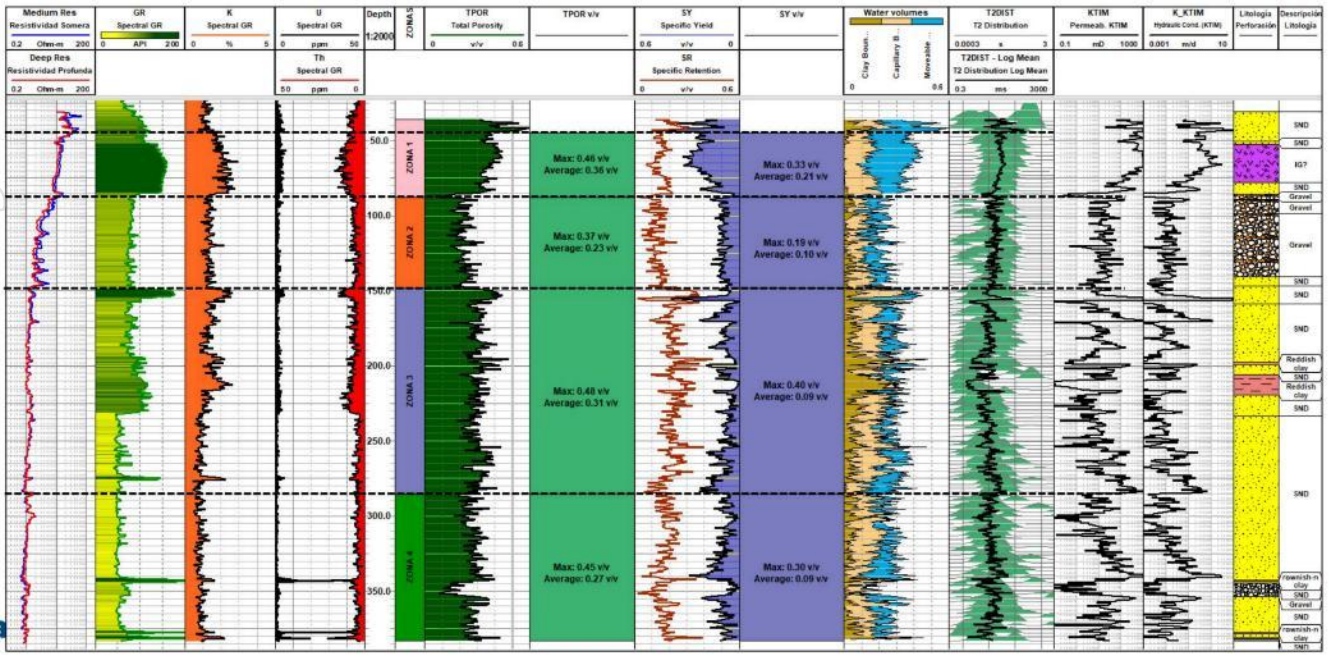 Medium Res
Resistividad Somera
0.2 Ohm-m 200
Deep Res
Resistividad Profunda
0.2 Ohm-m 200
GR
Spectral GR
0 API 200
K
Spectral GR
0 % 5
U
Spectral GR
0 ppm 50
Th
Spectral GR
50 ppm 0
Depth
1:2000
ZONAS
TPOR
Total Porosity
0 v/v 0.6
TPOR v/v
SY
Specific Yield
0.6 v/v 0
SR
Specific Retention
0 v/v 0.6
SY v/v
Water volumes
Clay Boun...
Capillary B...
Moveable ...
0 0.6
T2DIST
T2 Distribution
0.0003 s 3
T2DIST - Log Mean
T2 Distribution Log Mean
0.3 ms 3000
KTIM
Permeab. KTIM
0.1 mD 1000
K_KTIM
Hydraulic Cond. (KTIM)
0.001 m/d 10
Litología
Perforación
Descripción
Litología
50.0
100.0
150.0
200.0
250.0
300.0
350.0
ZONA 1
ZONA 2
ZONA 3
ZONA 4
Max: 0.46 v/v
Average: 0.36 v/v
Max: 0.37 v/v
Average: 0.23 v/v
Max: 0.48 v/v
Average: 0.31 v/v
Max: 0.45 v/v
Average: 0.27 v/v
Max: 0.33 v/v
Average: 0.21 v/v
Max: 0.19 v/v
Average: 0.10 v/v
Max: 0.40 v/v
Average: 0.09 v/v
Max: 0.30 v/v
Average: 0.09 v/v
SND
SND
IG?
SND
Gravel
Gravel
Gravel
SND
SND
SND
Reddish
clay
SND
Reddish
clay
SND
SND
rownish-n
clay
SND
Gravel
SND
rownish-n
clay
SND